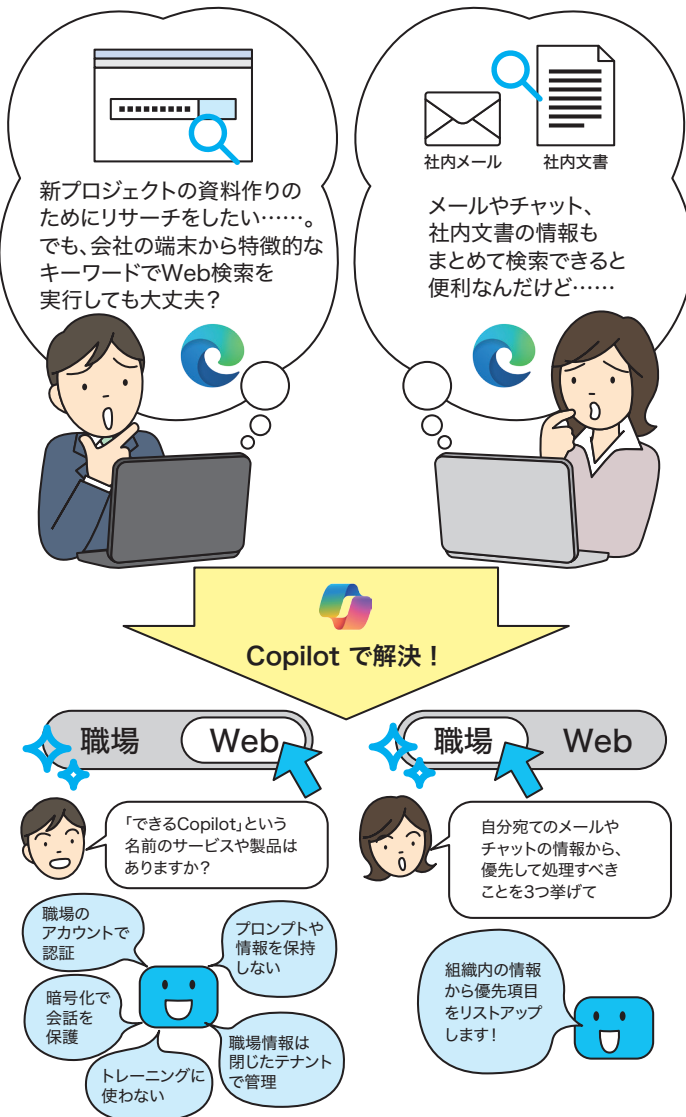 新プロジェクトの資料作りの
ためにリサーチをしたい……。
でも、会社の端末から特徴的な
キーワードでWeb検索を
実行しても大丈夫？
社内メール
社内文書
メールやチャット、
社内文書の情報も
まとめて検索できると
便利なんだけど……
Copilot で解決！
職場
Web
「できるCopilot」という
名前のサービスや製品は
ありますか？
職場の
アカウントで
認証
プロンプトや
情報を保持
しない
暗号化で
会話を
保護
トレーニングに
使わない
職場情報は
閉じたテナント
で管理
職場
Web
自分宛てのメールや
チャットの情報から、
優先して処理すべき
ことを3つ挙げて
組織内の情報
から優先項目
をリストアップ
します！